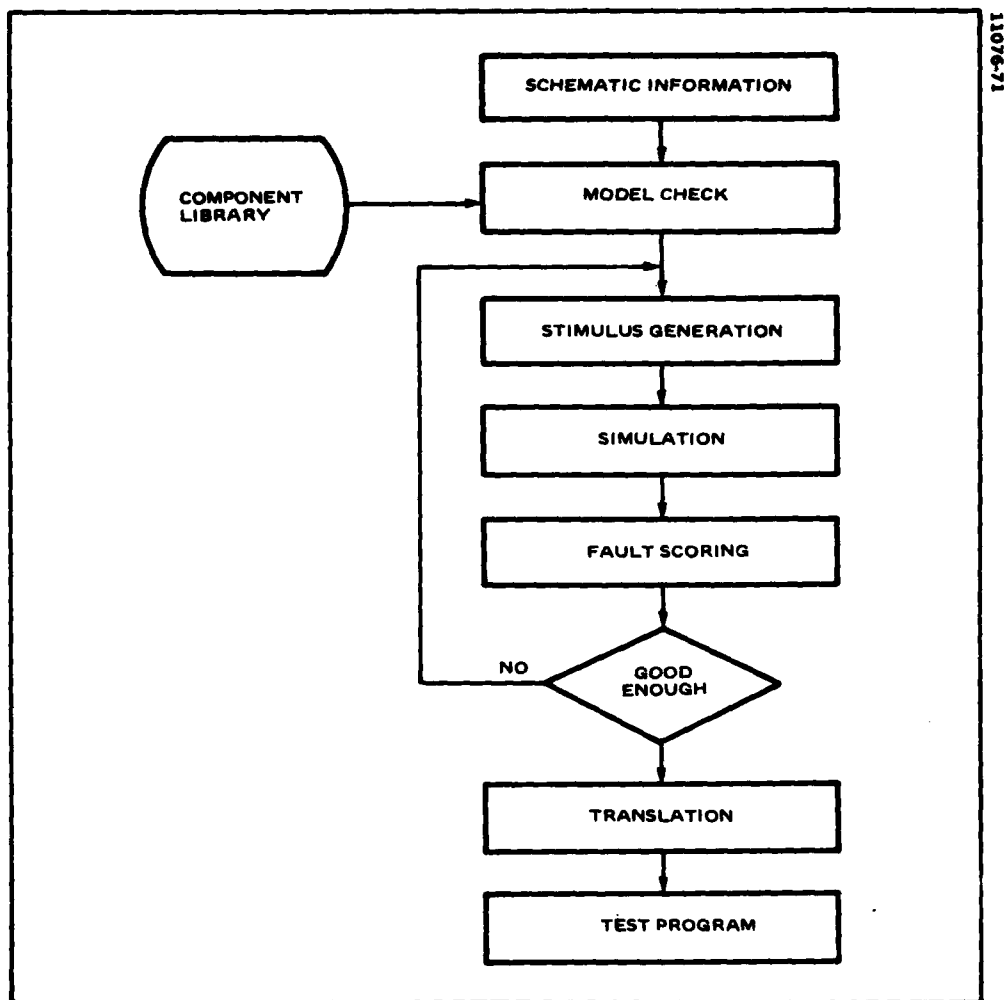 11076-71
SCHEMATIC INFORMATION
COMPONENT
LIBRARY
MODEL CHECK
STIMULUS GENERATION
SIMULATION
FAULT SCORING
NO
GOOD
ENOUGH
TRANSLATION
TEST PROGRAM